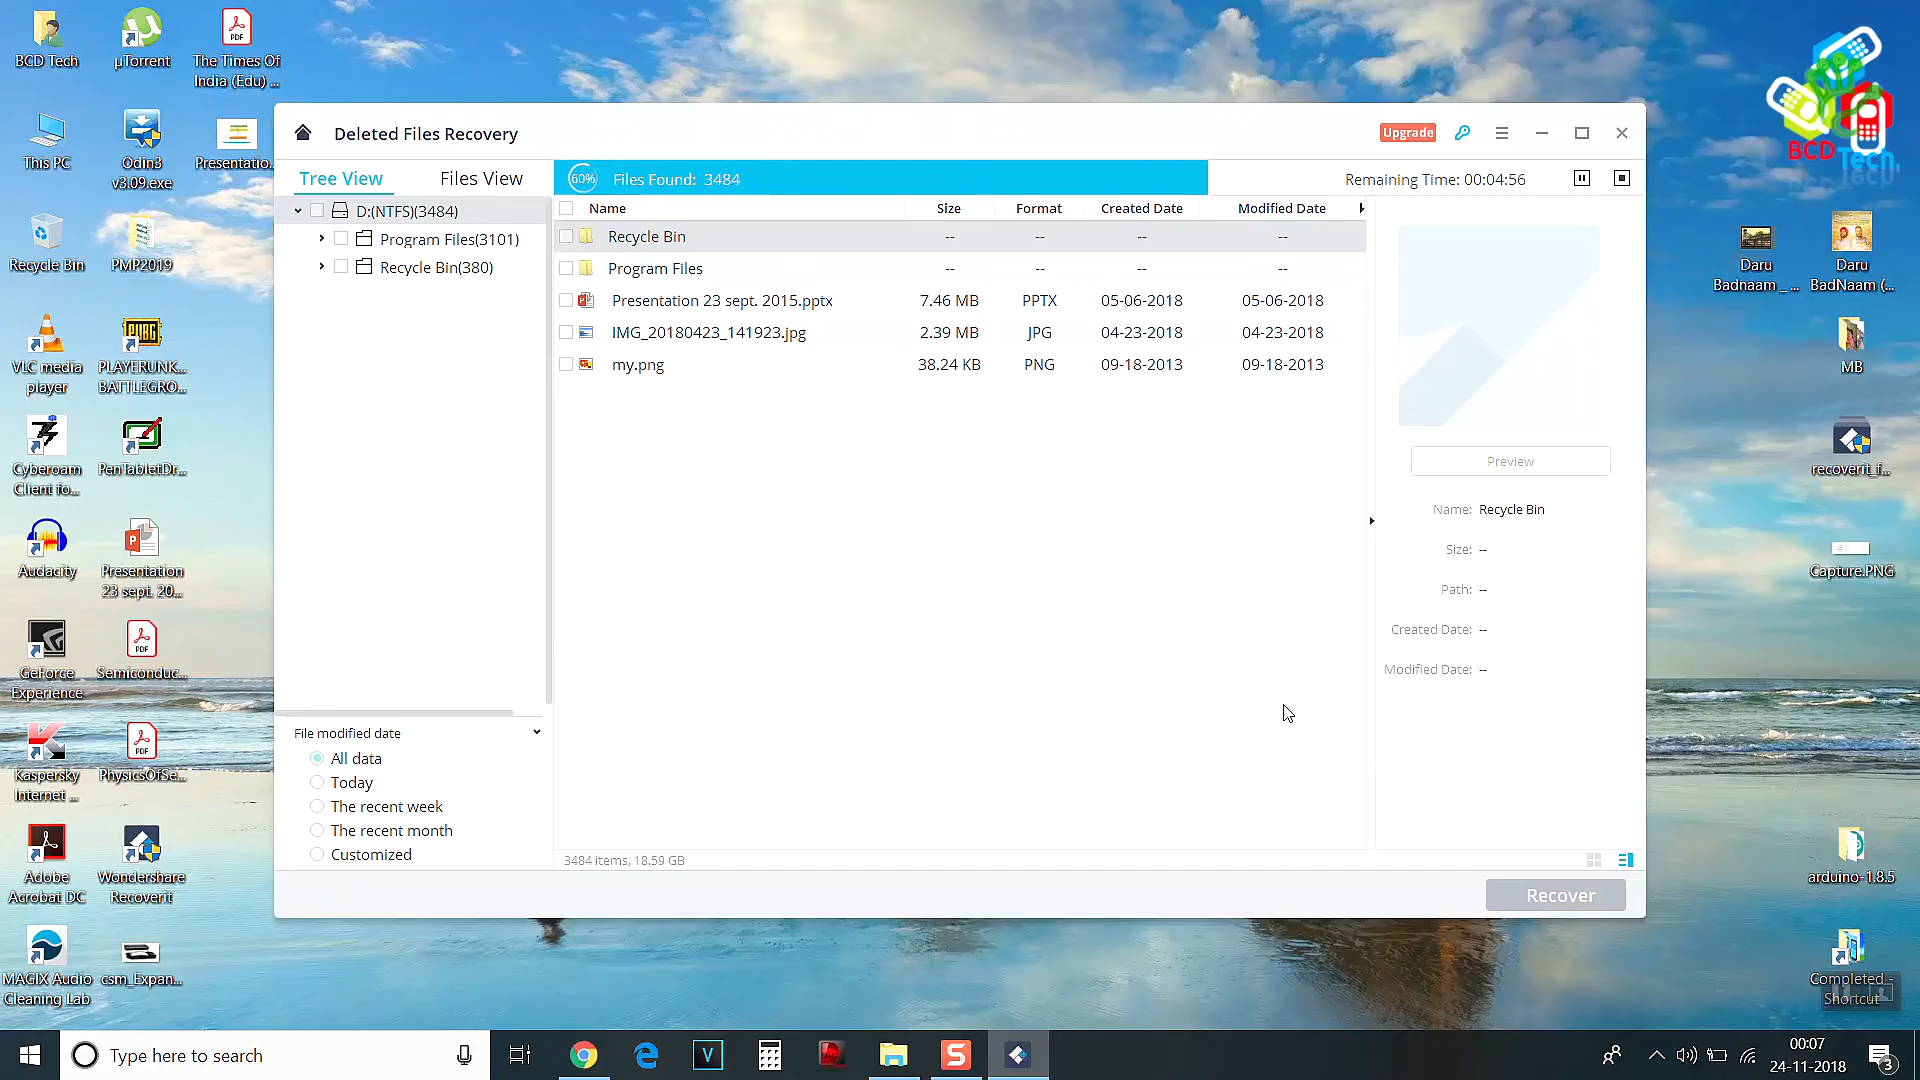 BCD Tech
µTorrent
The Times Of
India (Edu) ...
This PC
Odin3
v3.09.exe
Presentatio...
Recycle Bin
PMP2019
VLC media
player
PLAYERUNK...
BATTLEGRO...
Cyberoam
Client fo...
PenTabletDr...
Audacity
Presentation
23 sept. 20...
GeForce
Experience
Semiconduc...
Kaspersky
Internet ...
PhysicsOfSe...
Adobe
Acrobat DC
Wondershare
Recoverit
MAGIX Audio
Cleaning Lab
csm_Expan...
Deleted Files Recovery
Upgrade
Tree View
Files View
60%
Files Found: 3484
Remaining Time: 00:04:56
D:(NTFS)(3484)
Program Files(3101)
Recycle Bin(380)
Name Size Format Created Date Modified Date
Recycle Bin -- -- -- --
Program Files -- -- -- --
Presentation 23 sept. 2015.pptx 7.46 MB PPTX 05-06-2018 05-06-2018
IMG_20180423_141923.jpg 2.39 MB JPG 04-23-2018 04-23-2018
my.png 38.24 KB PNG 09-18-2013 09-18-2013
Preview
Name: Recycle Bin
Size: --
Path: --
Created Date: --
Modified Date: --
File modified date
All data
Today
The recent week
The recent month
Customized
3484 items, 18.59 GB
Recover
BCD Tech
Daru
Badnaam _ ...
Daru
BadNaam (...
MB
recoverit_f...
Capture.PNG
arduino-1.8.5
Completed -
Shortcut
Type here to search
00:07
24-11-2018
3